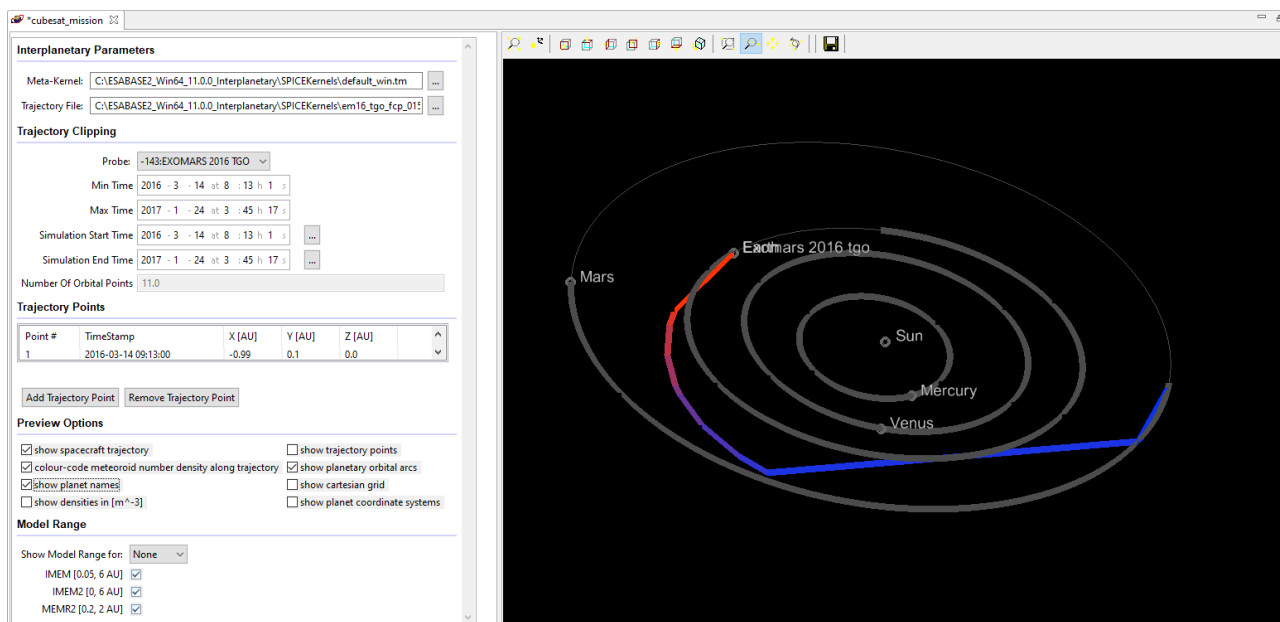 *cubesat_mission
Interplanetary Parameters
Meta-Kernel: C:\ESABASE2_Win64_11.0.0_Interplanetary\SPICEKernels\default_win.tm ...
Trajectory File: C:\ESABASE2_Win64_11.0.0_Interplanetary\SPICEKernels\em16_tgo_fcp_015 ...
Trajectory Clipping
Probe: -143:EXOMARS 2016 TGO
Min Time 2016 - 3 - 14 at 8 : 13 h 1 s
Max Time 2017 - 1 - 24 at 3 : 45 h 17 s
Simulation Start Time 2016 - 3 - 14 at 8 : 13 h 1 s ...
Simulation End Time 2017 - 1 - 24 at 3 : 45 h 17 s ...
Number Of Orbital Points 11.0
Trajectory Points
Point # TimeStamp X [AU] Y [AU] Z [AU]
1 2016-03-14 09:13:00 -0.99 0.1 0.0
Add Trajectory Point Remove Trajectory Point
Preview Options
show spacecraft trajectory show trajectory points
colour-code meteoroid number density along trajectory show planetary orbital arcs
show planet names show cartesian grid
show densities in [m^-3] show planet coordinate systems
Model Range
Show Model Range for: None
IMEM [0.05, 6 AU]
IMEM2 [0, 6 AU]
MEMR2 [0.2, 2 AU]
Earth
Exomars 2016 tgo
Mars
Sun
Mercury
Venus